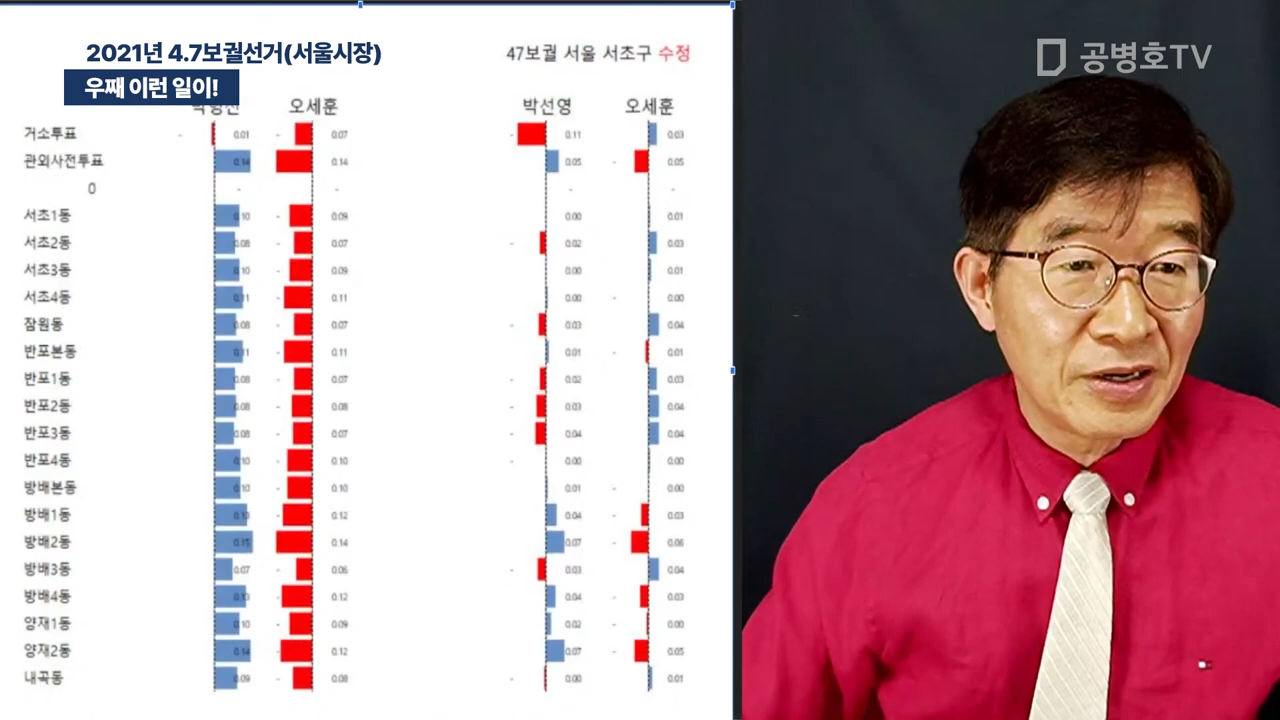 2021년 4.7보궐선거(서울시장)
우째 이런 일이!
47보궐 서울 서초구 수정
공병호TV
오세훈 박선영 오세훈
거소투표 - 0.01 - 0.07 - 0.11 0.03
관외사전투표 0.14 - 0.14 0.05 - 0.05
0 - - - -
서초1동 0.10 - 0.09 0.00 0.01
서초2동 0.08 - 0.07 - 0.02 0.03
서초3동 0.10 - 0.09 0.00 0.01
서초4동 0.11 - 0.11 0.00 - 0.00
잠원동 0.08 - 0.07 - 0.03 0.04
반포본동 0.11 - 0.11 0.01 - 0.01
반포1동 0.08 - 0.07 - 0.02 0.03
반포2동 0.08 - 0.08 - 0.03 0.04
반포3동 0.08 - 0.07 - 0.04 0.04
반포4동 0.10 - 0.10 - 0.00 0.00
방배본동 0.10 - 0.10 0.01 - 0.00
방배1동 - 0.12 0.04 - 0.03
방배2동 0.15 - 0.14 0.07 - 0.06
방배3동 0.07 - 0.06 - 0.03 0.04
방배4동 - 0.12 0.04 - 0.03
양재1동 0.10 - 0.09 0.02 - 0.00
양재2동 0.14 - 0.12 0.07 - 0.05
내곡동 0.09 - 0.08 - 0.00 0.01